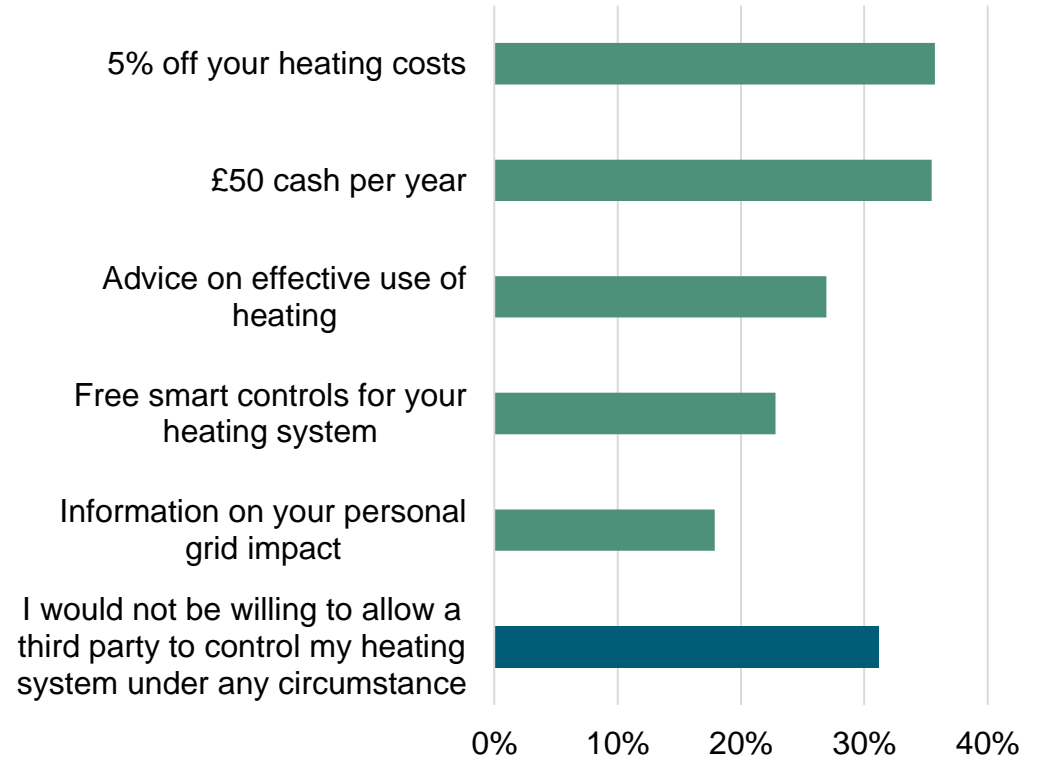 5% off your heating costs
£50 cash per year
Advice on effective use of
heating
Free smart controls for your
heating system
Information on your personal
grid impact
I would not be willing to allow a
third party to control my heating
system under any circumstance
0% 10% 20% 30% 40%